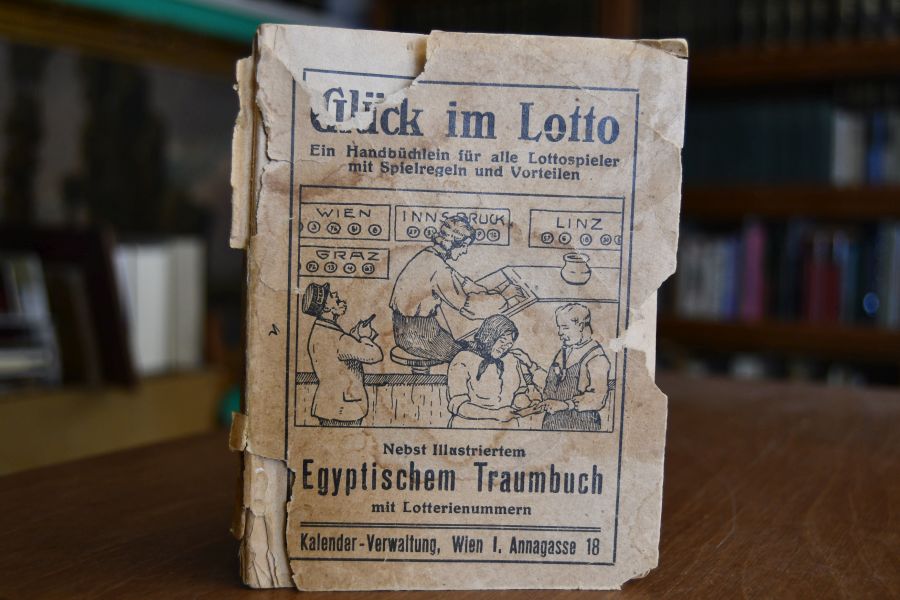 Glück im Lotto
Ein Handbüchlein für alle Lottospieler
mit Spielregeln und Vorteilen
WIEN
INNSBRUCK
LINZ
GRAZ
Nebst Illustriertem
Egyptischem Traumbuch
mit Lotterienummern
Kalender-Verwaltung, Wien I. Annagasse 18